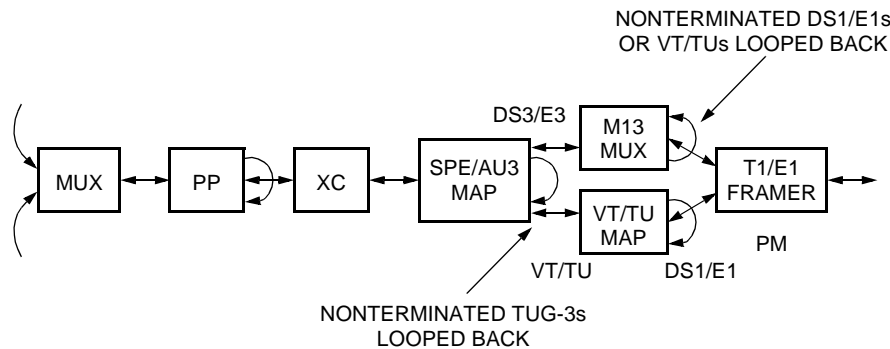 NONTERMINATED DS1/E1s
OR VT/TUs LOOPED BACK
DS3/E3
M13
MUX
MUX
PP
XC
SPE/AU3
MAP
T1/E1
FRAMER
VT/TU
MAP
VT/TU
DS1/E1
PM
NONTERMINATED TUG-3s
LOOPED BACK